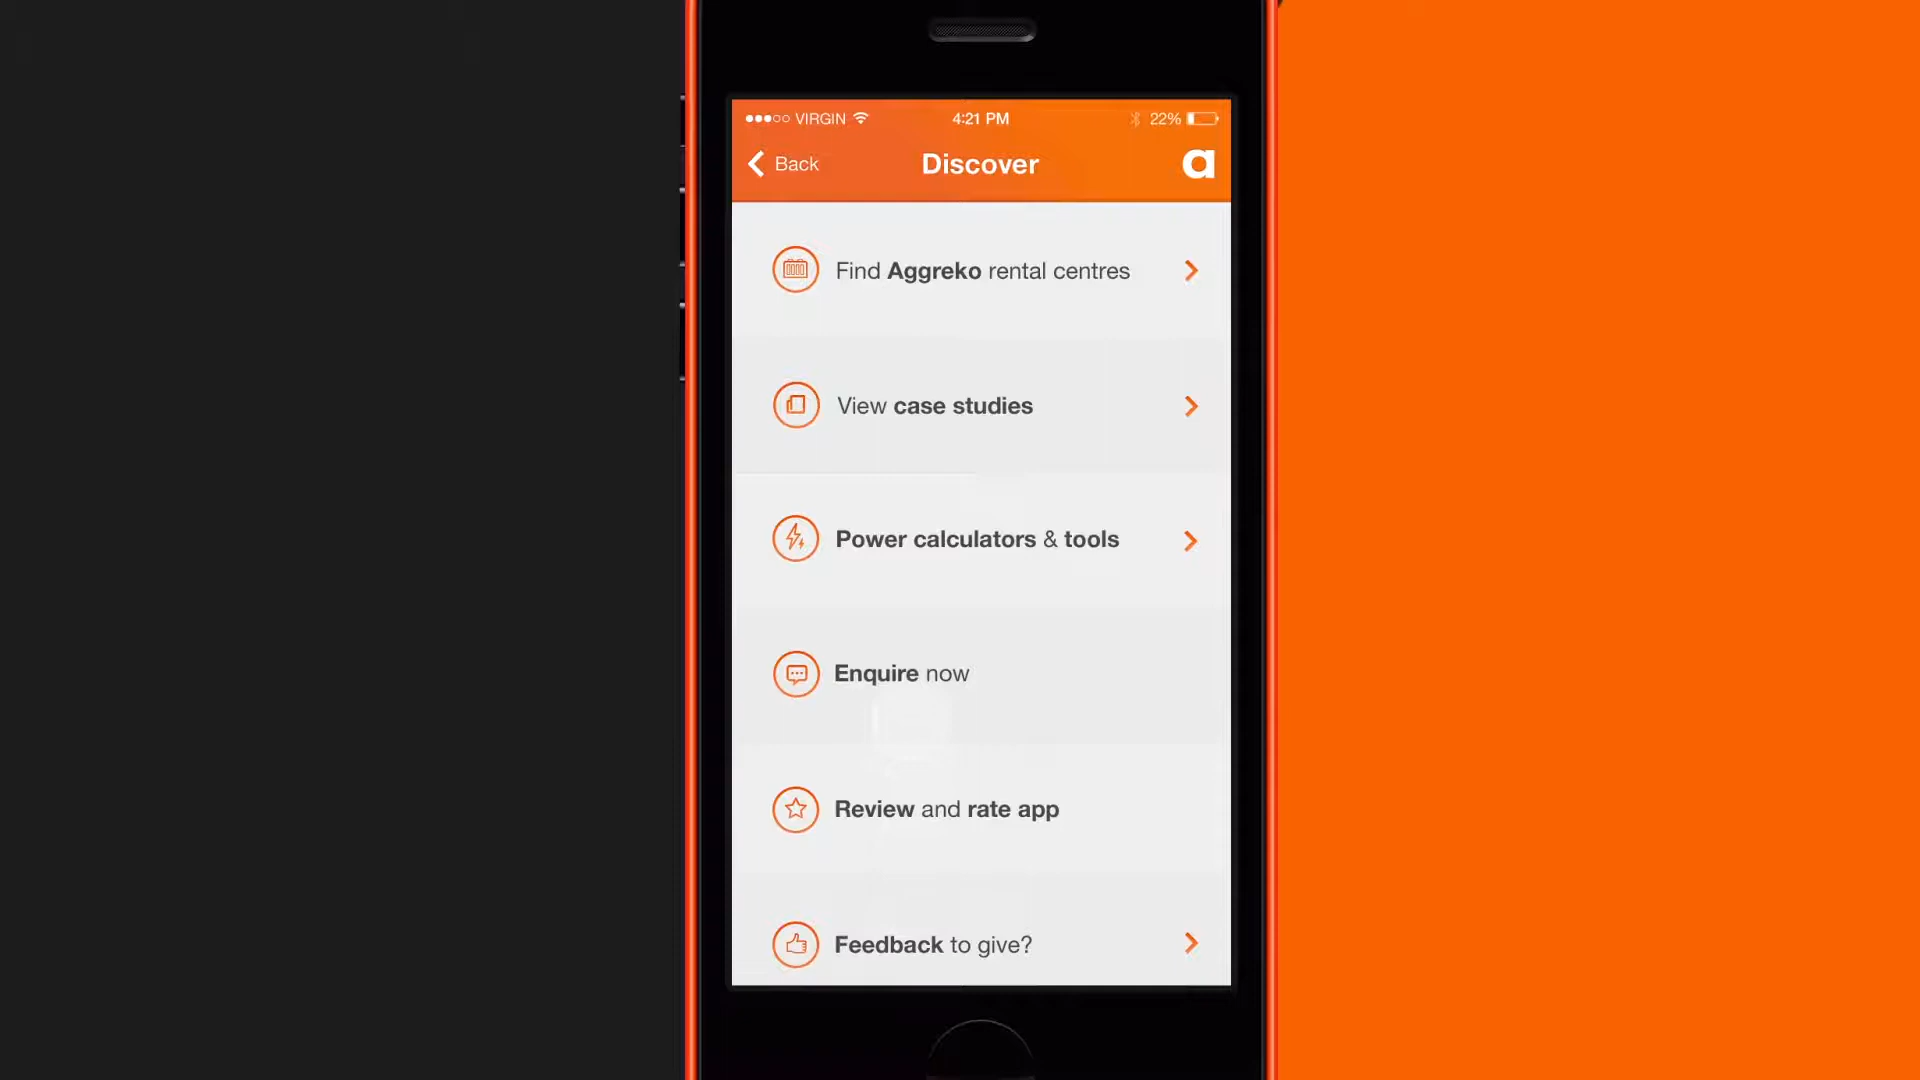 VIRGIN 4:21 PM 22%
Back Discover a
Find Aggreko rental centres
View case studies
Power calculators & tools
Enquire now
Review and rate app
Feedback to give?